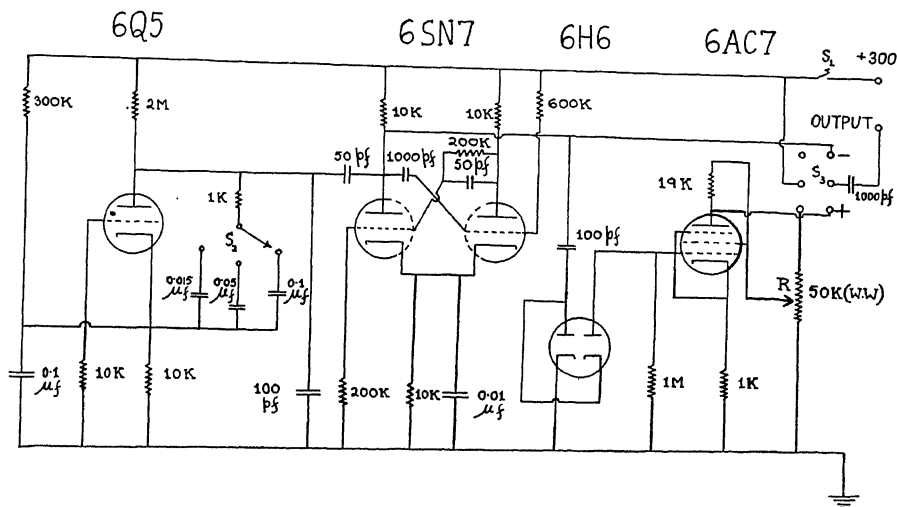 6Q5
6SN7
6H6
6AC7
S₁
+300
300K
2M
10K
10K
600K
OUTPUT
200K
50pf
1000pf
50pf
S₃
−
+
1000pf
1K
S₂
19K
100pf
0.015
μf
0.05
μf
0.1
μf
R
50K(W.W)
0.1
μf
10K
10K
100
pf
200K
10K
0.01
μf
1M
1K